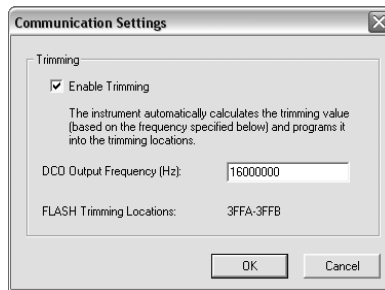 Communication Settings
Trimming
Enable Trimming
The instrument automatically calculates the trimming value
(based on the frequency specified below) and programs it
into the trimming locations.
DCO Output Frequency (Hz): 16000000
FLASH Trimming Locations: 3FFA-3FFB
OK Cancel